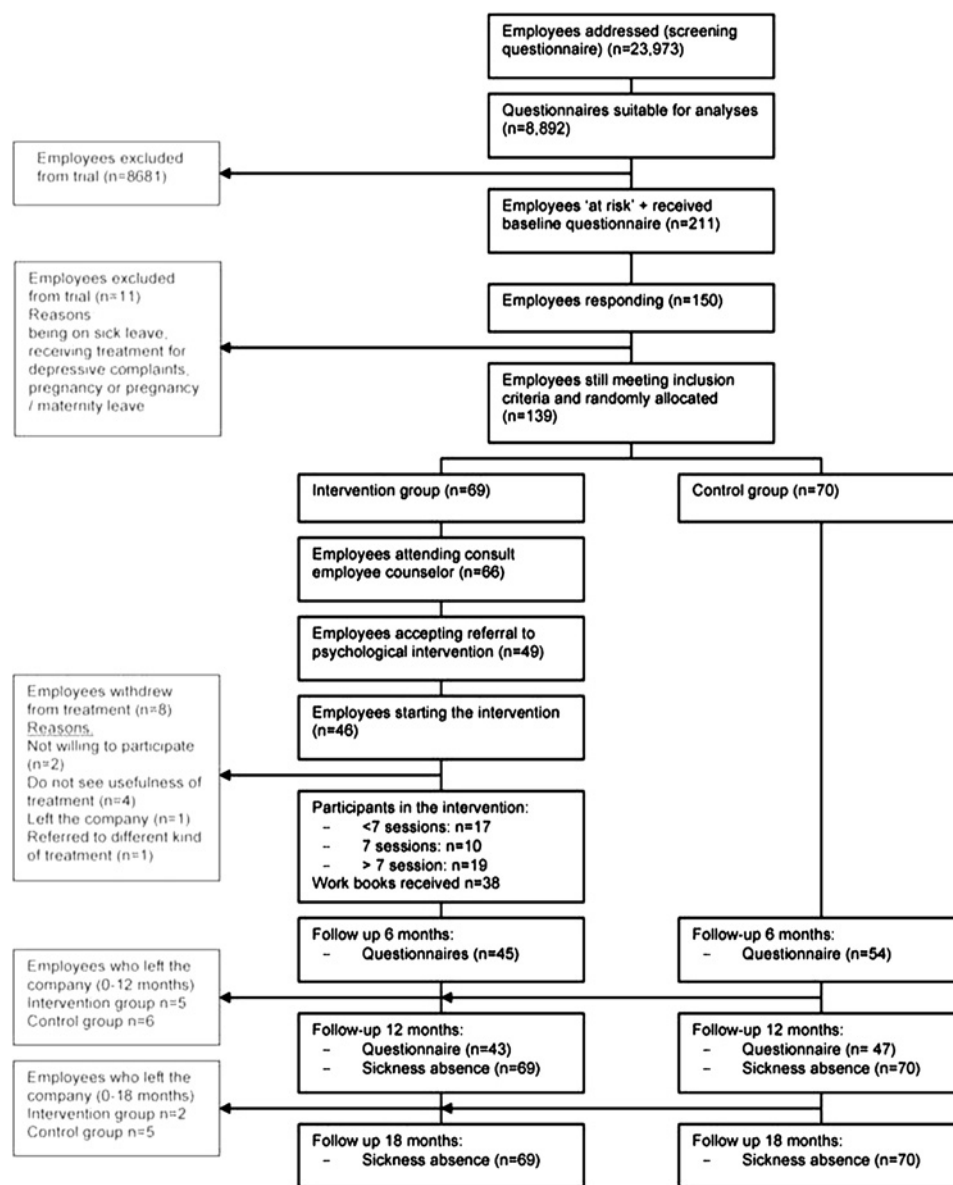 Employees addressed (screening
questionnaire) (n=23,973)
Questionnaires suitable for analyses
(n=8,892)
Employees excluded
from trial (n=8681)
Employees 'at risk' + received
baseline questionnaire (n=211)
Employees excluded
from trial (n=11)
Reasons
being on sick leave,
receiving treatment for
depressive complaints,
pregnancy or pregnancy
/ maternity leave
Employees responding (n=150)
Employees still meeting inclusion
criteria and randomly allocated
(n=139)
Intervention group (n=69)
Control group (n=70)
Employees attending consult
employee counselor (n=66)
Employees accepting referral to
psychological intervention (n=49)
Employees starting the intervention
(n=46)
Employees withdrew
from treatment (n=8)
Reasons.
Not willing to participate
(n=2)
Do not see usefulness of
treatment (n=4)
Left the company (n=1)
Referred to different kind
of treatment (n=1)
Participants in the intervention:
- <7 sessions: n=17
- 7 sessions: n=10
- > 7 session: n=19
Work books received n=38
Follow up 6 months:
- Questionnaires (n=45)
Follow-up 6 months:
- Questionnaire (n=54)
Employees who left the
company (0-12 months)
Intervention group n=5
Control group n=6
Follow-up 12 months:
- Questionnaire (n=43)
- Sickness absence (n=69)
Follow-up 12 months:
- Questionnaire (n= 47)
- Sickness absence (n=70)
Employees who left the
company (0-18 months)
Intervention group n=2
Control group n=5
Follow up 18 months:
- Sickness absence (n=69)
Follow up 18 months:
- Sickness absence (n=70)